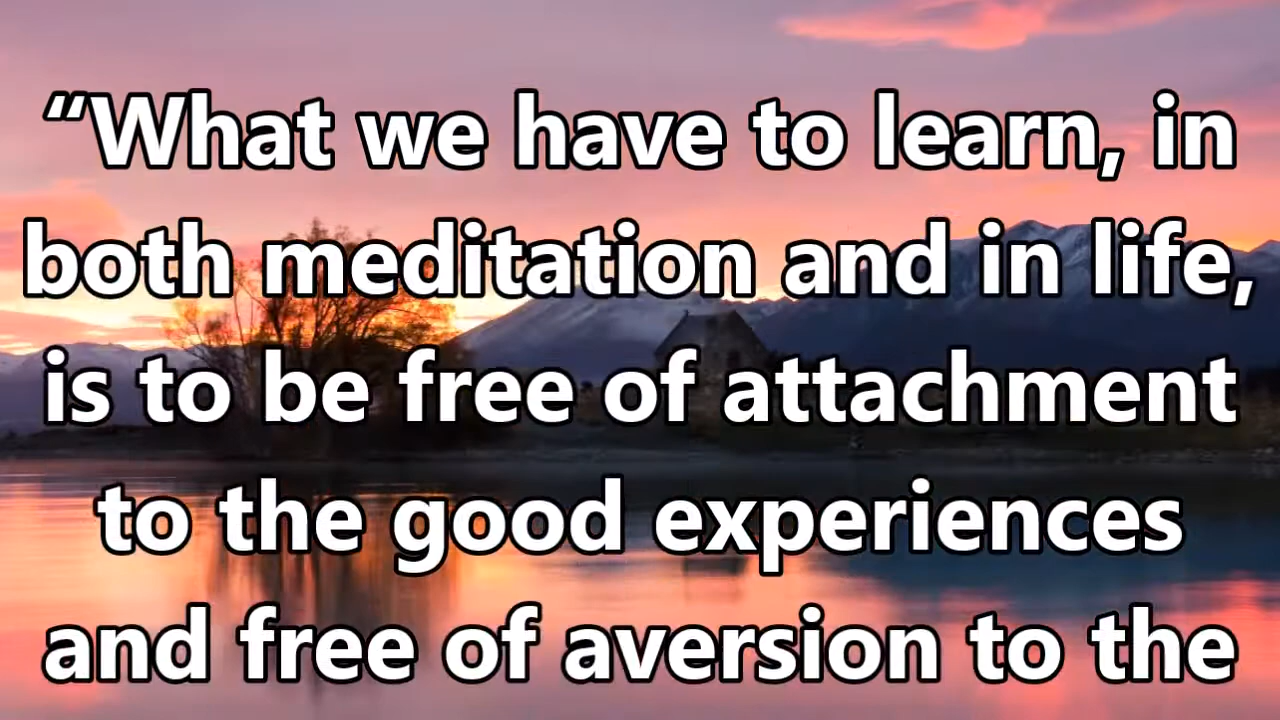 “What we have to learn, in
both meditation and in life,
is to be free of attachment
to the good experiences
and free of aversion to the